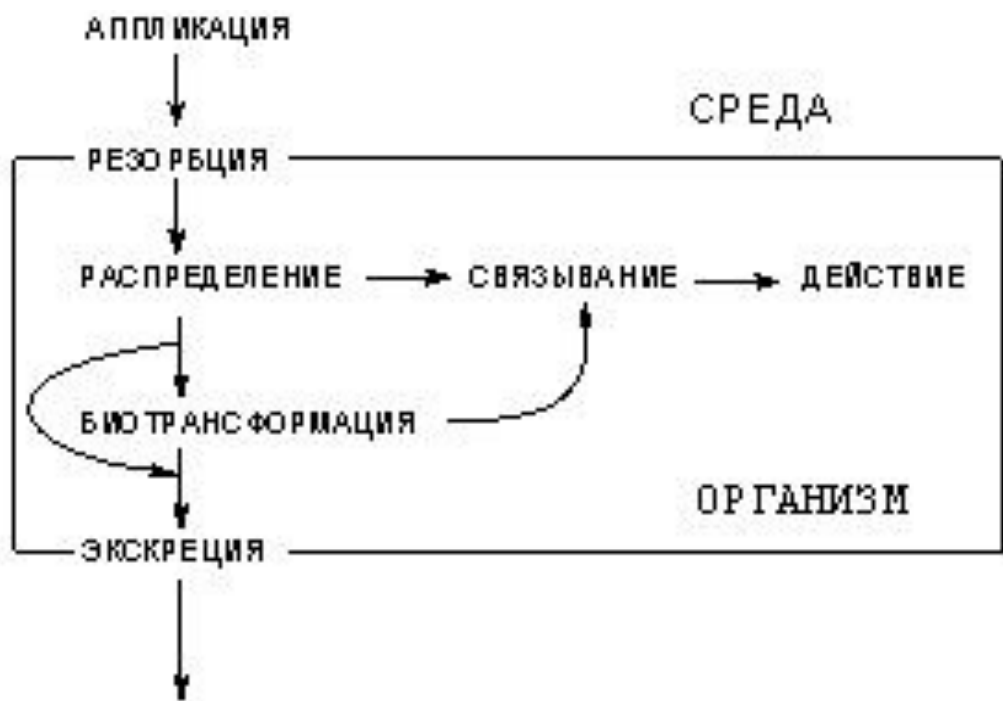 АППЛИКАЦИЯ
СРЕДА
РЕЗОРБЦИЯ
РАСПРЕДЕЛЕНИЕ СВЯЗЫВАНИЕ ДЕЙСТВИЕ
БИОТРАНСФОРМАЦИЯ
ОРГАНИЗМ
ЭКСКРЕЦИЯ